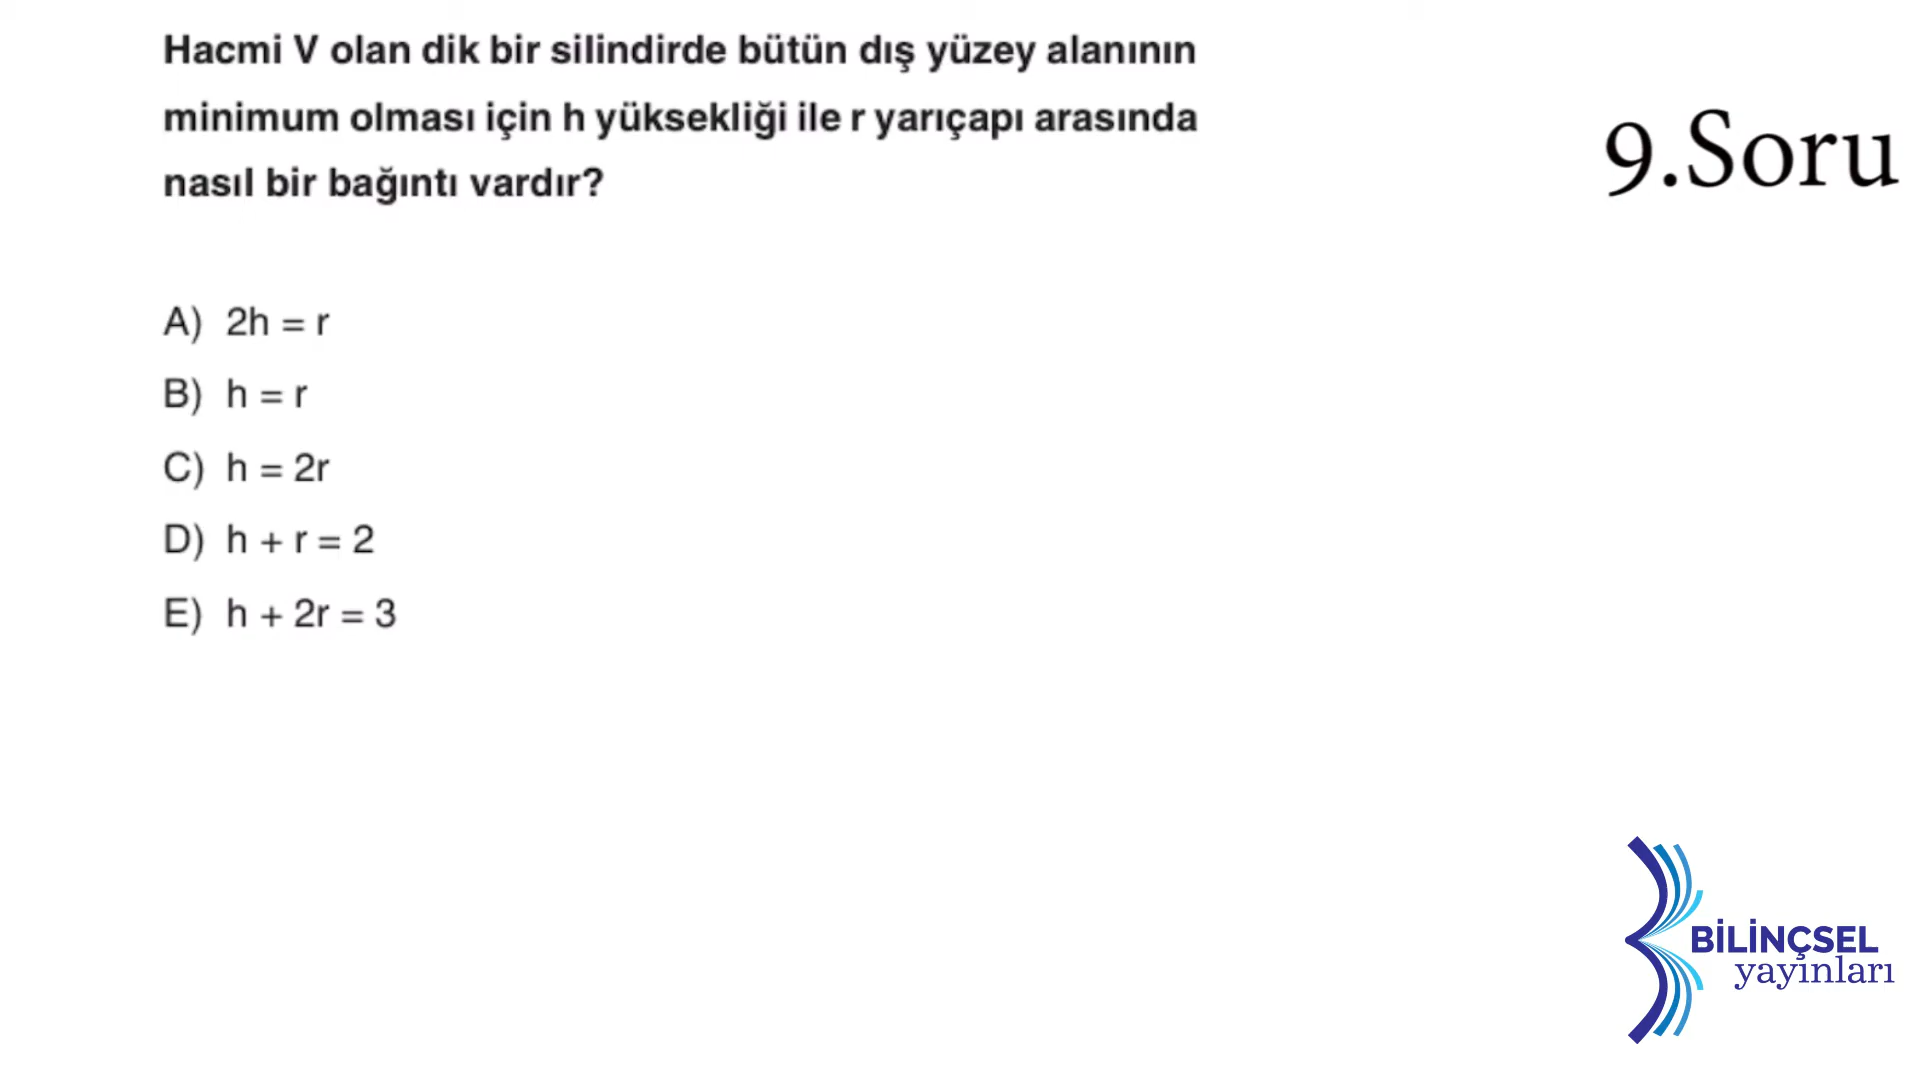 Hacmi V olan dik bir silindirde bütün dış yüzey alanının
minimum olması için h yüksekliği ile r yarıçapı arasında
nasıl bir bağıntı vardır?
9.Soru
A) 2h = r
B) h = r
C) h = 2r
D) h + r = 2
E) h + 2r = 3
BİLİNÇSEL
yayınları